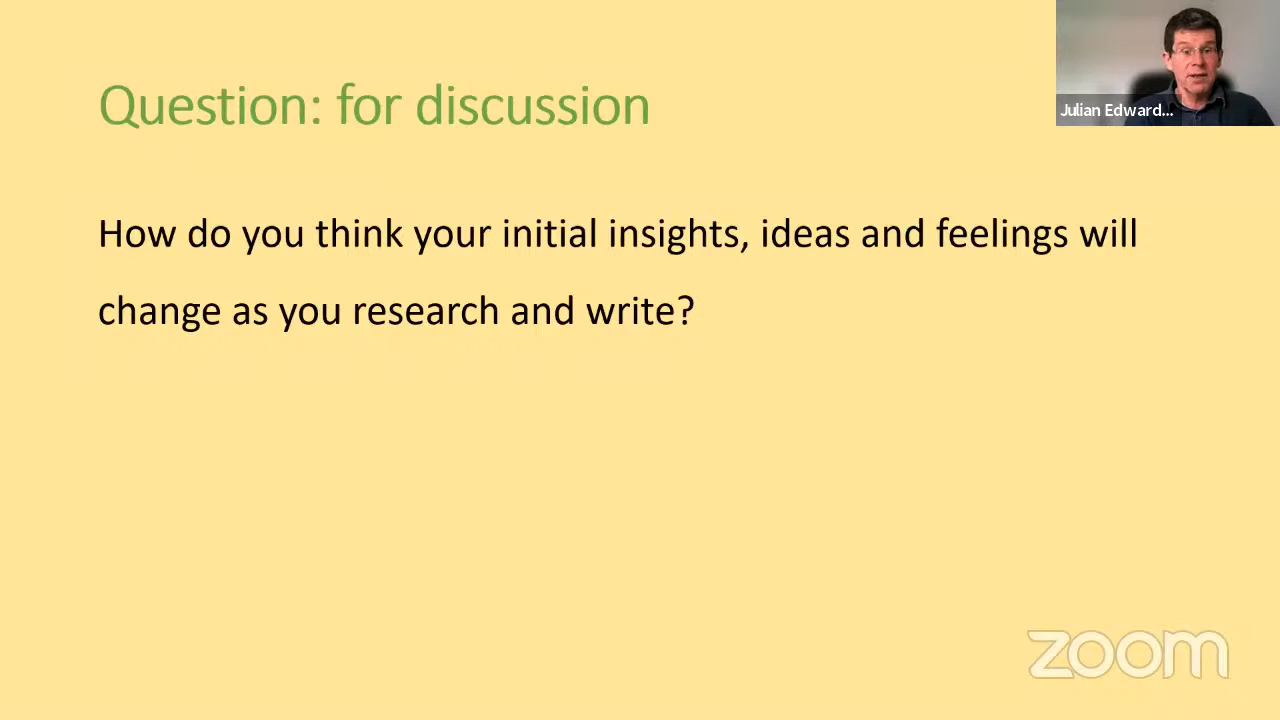 Question: for discussion
Julian Edward...
How do you think your initial insights, ideas and feelings will
change as you research and write?
zoom